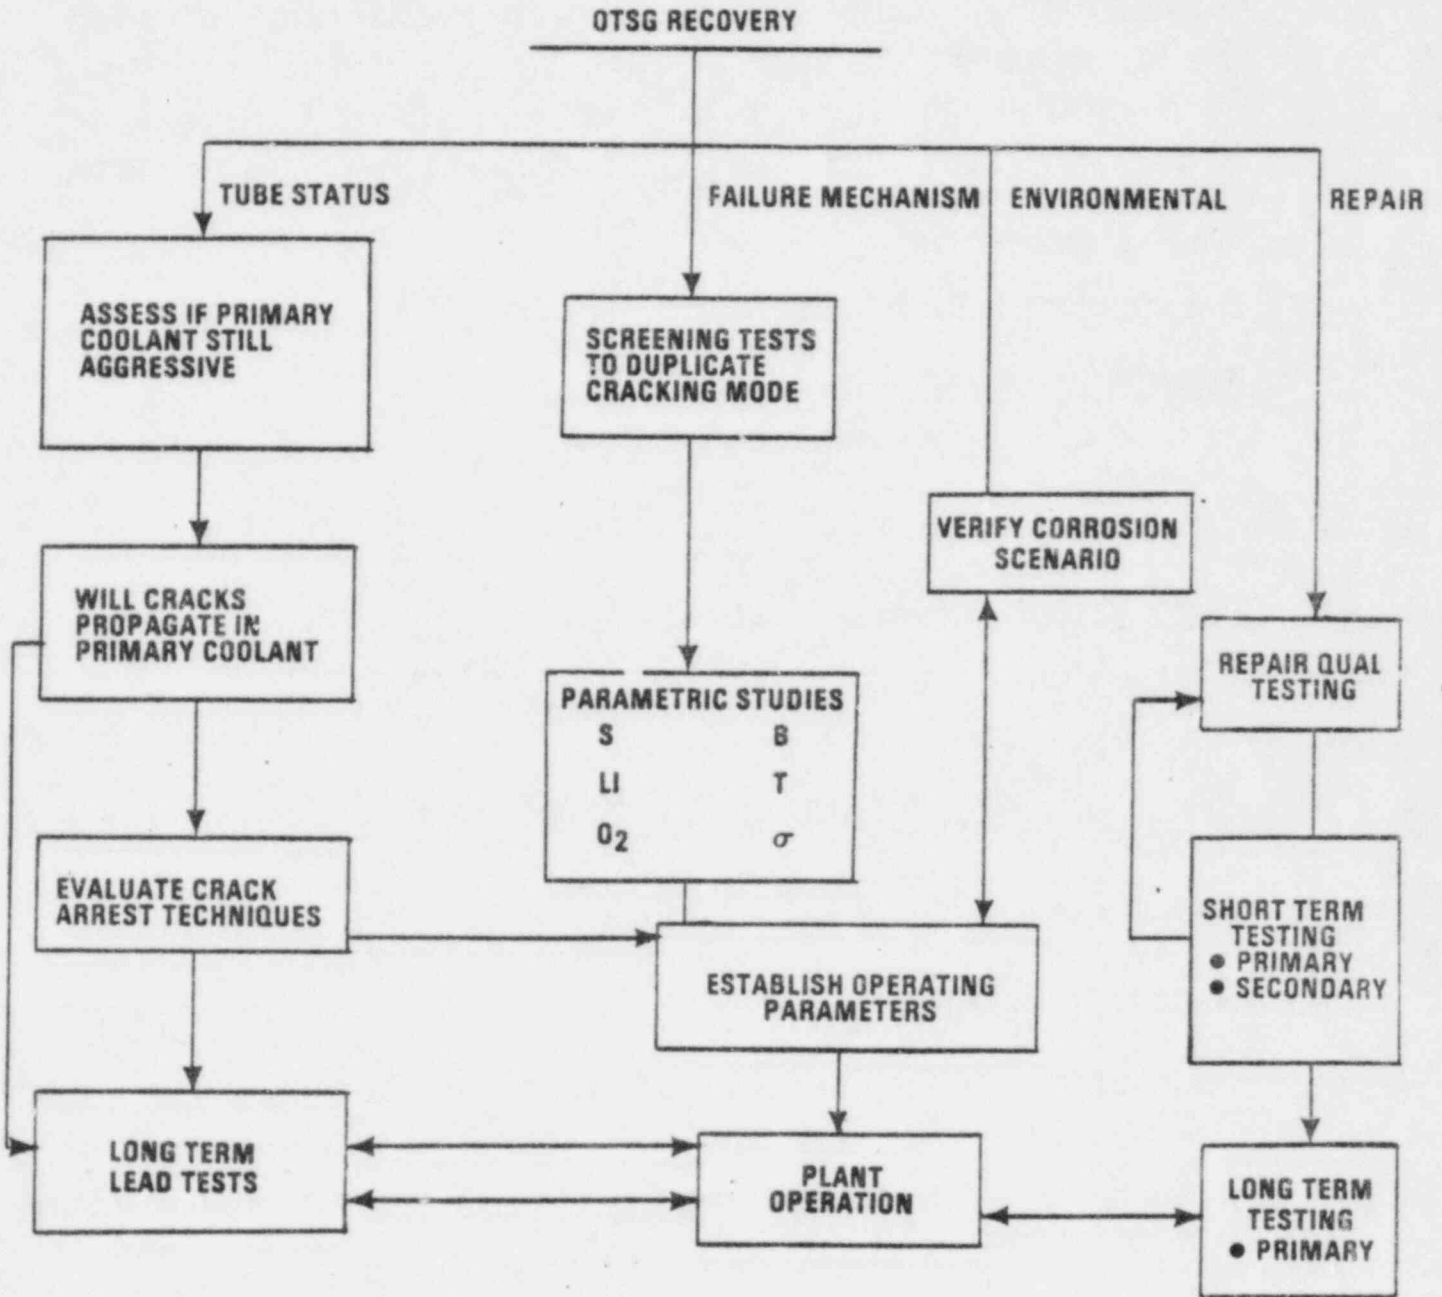 OTSG RECOVERY
TUBE STATUS
FAILURE MECHANISM
ENVIRONMENTAL
REPAIR
ASSESS IF PRIMARY
COOLANT STILL
AGGRESSIVE
SCREENING TESTS
TO DUPLICATE
CRACKING MODE
VERIFY CORROSION
SCENARIO
WILL CRACKS
PROPAGATE IN
PRIMARY COOLANT
REPAIR QUAL
TESTING
PARAMETRIC STUDIES
S B
LI T
O2 σ
EVALUATE CRACK
ARREST TECHNIQUES
SHORT TERM
TESTING
• PRIMARY
• SECONDARY
ESTABLISH OPERATING
PARAMETERS
LONG TERM
LEAD TESTS
PLANT
OPERATION
LONG TERM
TESTING
• PRIMARY